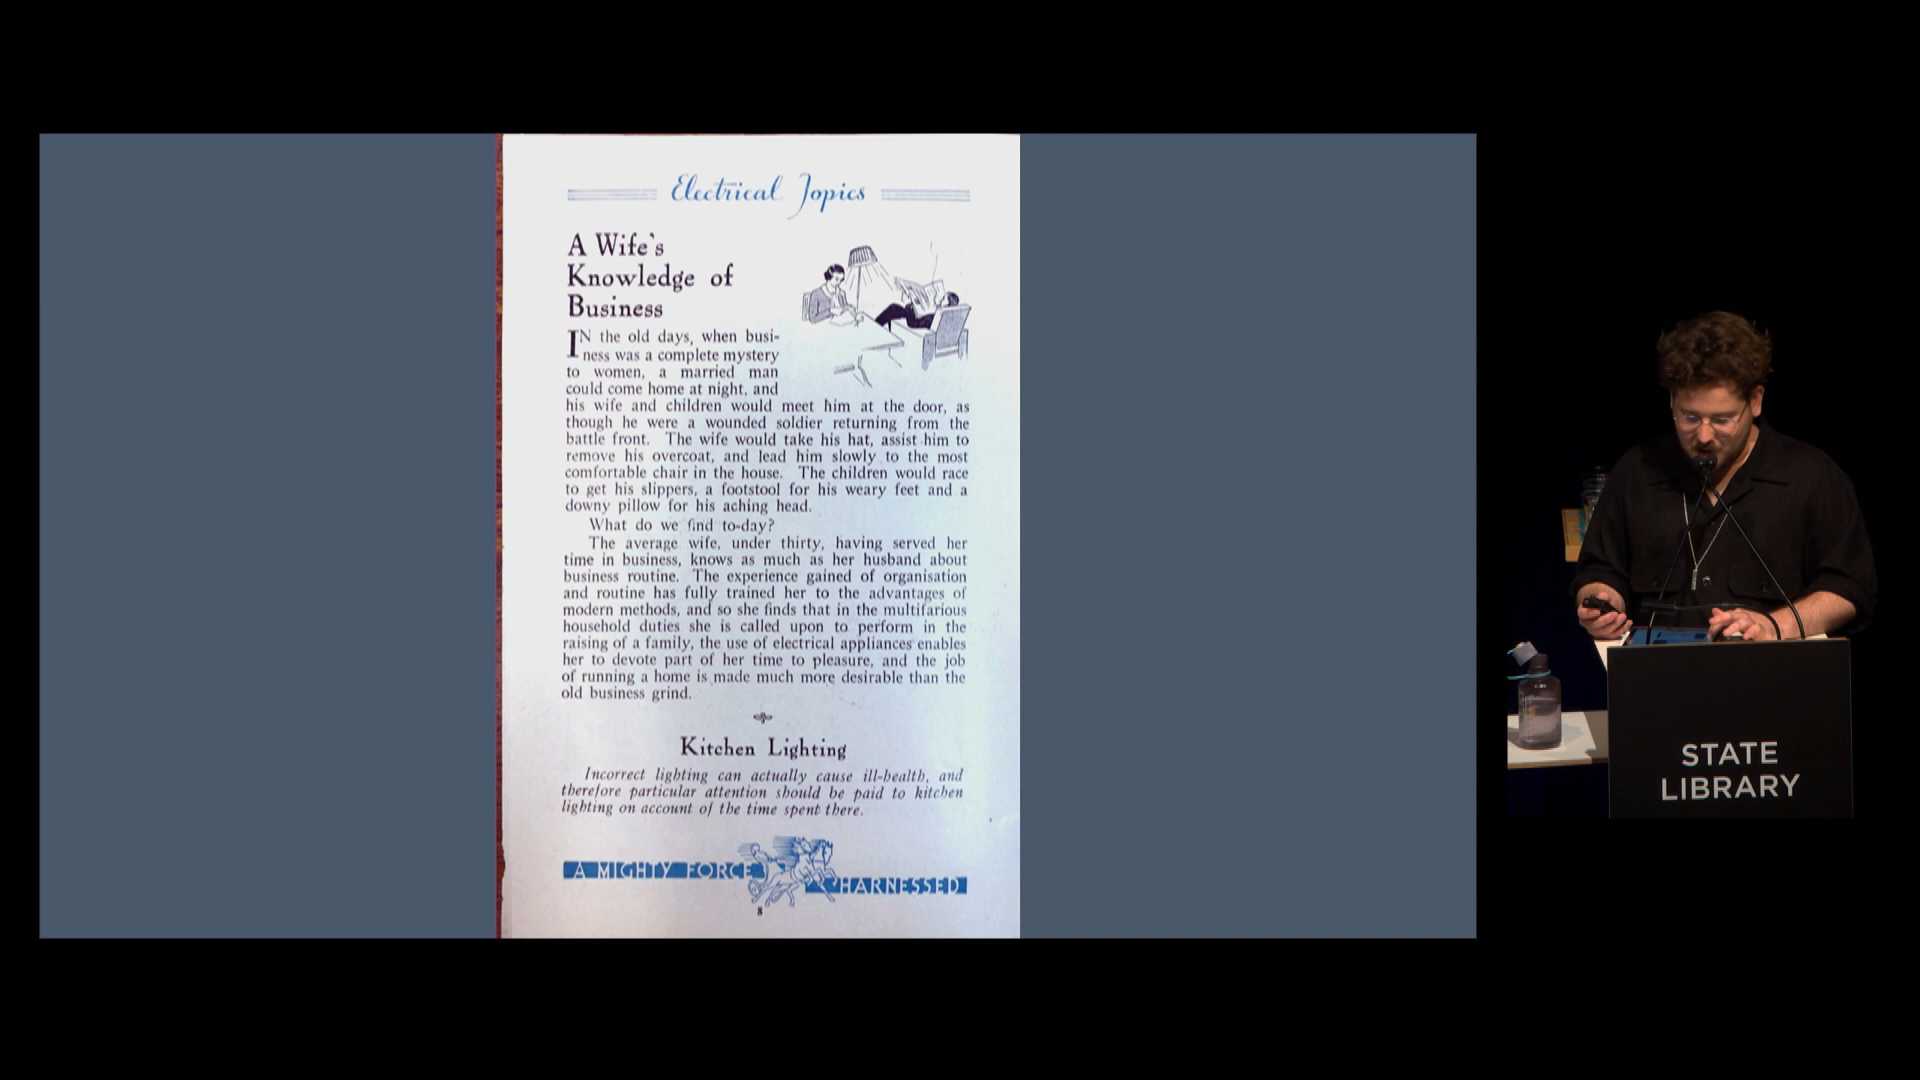 Electrical Topics
A Wife's
Knowledge of
Business
IN the old days, when busi-
ness was a complete mystery
to women, a married man
could come home at night, and
his wife and children would meet him at the door, as
though he were a wounded soldier returning from the
battle front. The wife would take his hat, assist him to
remove his overcoat, and lead him slowly to the most
comfortable chair in the house. The children would race
to get his slippers, a footstool for his weary feet and a
downy pillow for his aching head.
What do we find to-day?
The average wife, under thirty, having served her
time in business, knows as much as her husband about
business routine. The experience gained of organisation
and routine has fully trained her to the advantages of
modern methods, and so she finds that in the multifarious
household duties she is called upon to perform in the
raising of a family, the use of electrical appliances enables
her to devote part of her time to pleasure, and the job
of running a home is made much more desirable than the
old business grind.
Kitchen Lighting
Incorrect lighting can actually cause ill-health, and
therefore particular attention should be paid to kitchen
lighting on account of the time spent there.
A MIGHTY FORCE
HARNESSED
8
STATE
LIBRARY